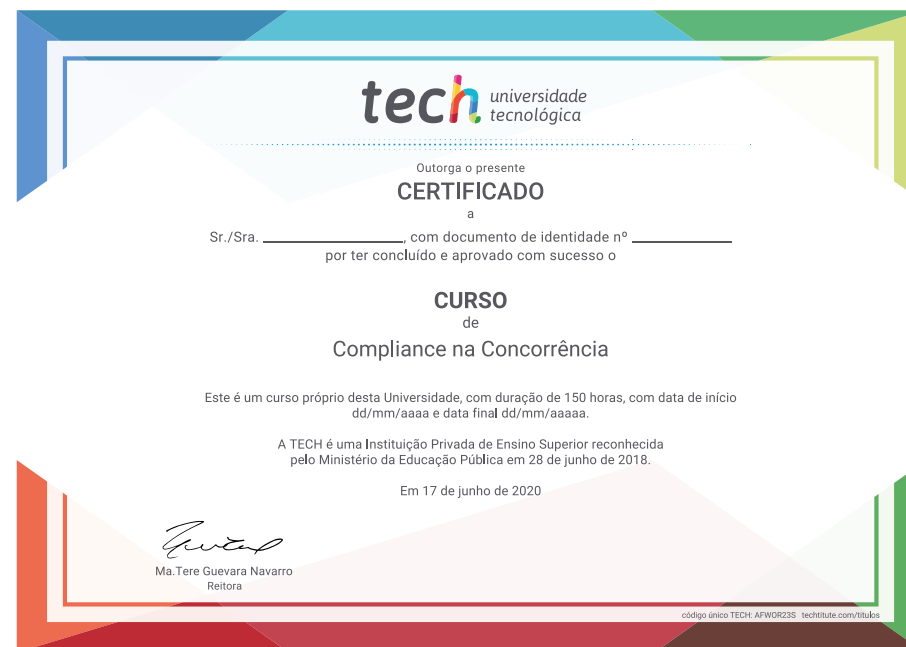 tech universidade
tecnológica
Outorga o presente
CERTIFICADO
a
Sr./Sra. ____________, com documento de identidade nº ____________
por ter concluído e aprovado com sucesso o
CURSO
de
Compliance na Concorrência
Este é um curso próprio desta Universidade, com duração de 150 horas, com data de início
dd/mm/aaaa e data final dd/mm/aaaaa.
A TECH é uma Instituição Privada de Ensino Superior reconhecida
pelo Ministério da Educação Pública em 28 de junho de 2018.
Em 17 de junho de 2020
Ma.Tere Guevara Navarro
Reitora
código único TECH: AFWOR23S techtitute.com/titulos